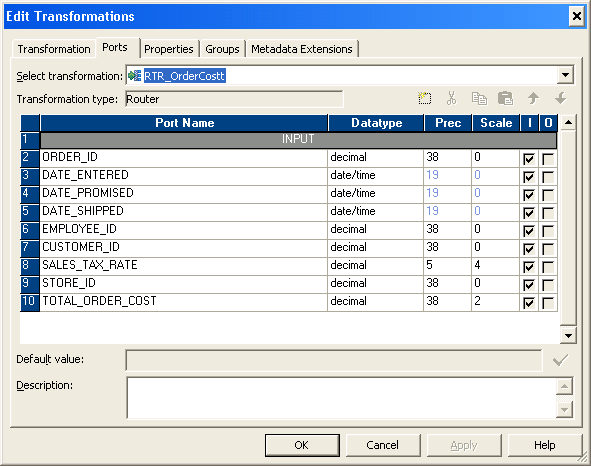 Edit Transformations
Transformation Ports Properties Groups Metadata Extensions
Select transformation: RTR_OrderCostt
Transformation type: Router
Port Name Datatype Prec Scale I O
1 INPUT
2 ORDER_ID decimal 38 0
3 DATE_ENTERED date/time 19 0
4 DATE_PROMISED date/time 19 0
5 DATE_SHIPPED date/time 19 0
6 EMPLOYEE_ID decimal 38 0
7 CUSTOMER_ID decimal 38 0
8 SALES_TAX_RATE decimal 5 4
9 STORE_ID decimal 38 0
10 TOTAL_ORDER_COST decimal 38 2
Default value:
Description:
OK Cancel Apply Help